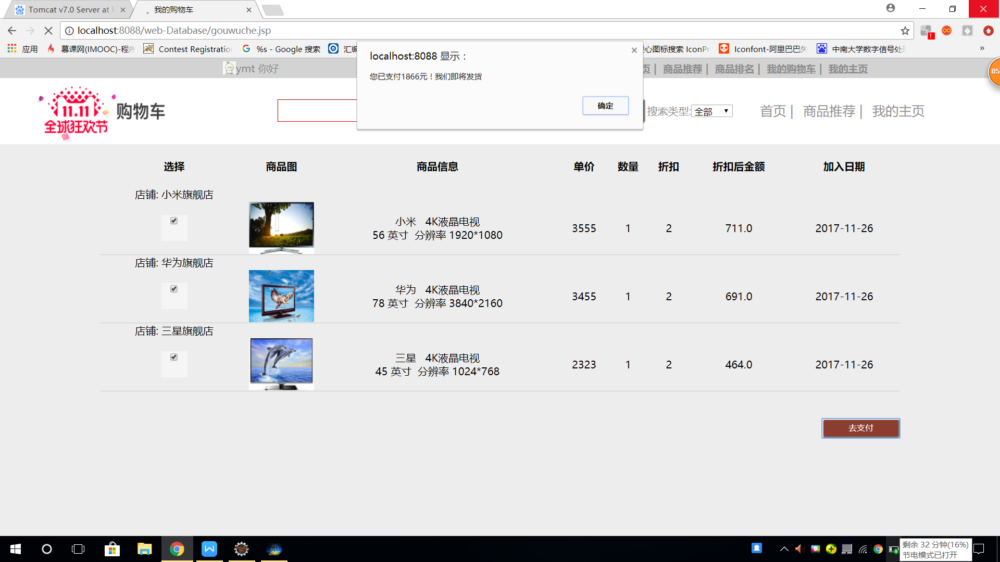 Tomcat v7.0 Server at l
我的购物车
localhost:8088/web-Database/gouwuche.jsp
应用
慕课网(IMOOC)-程序
Contest Registratio
%s - Google 搜索
汇编
心图标搜索 IconPr
Iconfont-阿里巴巴矢
中南大学数字信号处理
»
ymt 你好
页 | 商品推荐 | 商品排名 | 我的购物车 | 我的主页
85
localhost:8088 显示：
您已支付1866元！我们即将发货
确定
11.11
全球狂欢节
购物车
搜索类型:
全部
首页 | 商品推荐 | 我的主页
选择 商品图 商品信息 单价 数量 折扣 折扣后金额 加入日期
店铺: 小米旗舰店
小米 4K液晶电视
56 英寸 分辨率 1920*1080
3555 1 2 711.0 2017-11-26
店铺: 华为旗舰店
华为 4K液晶电视
78 英寸 分辨率 3840*2160
3455 1 2 691.0 2017-11-26
店铺: 三星旗舰店
三星 4K液晶电视
45 英寸 分辨率 1024*768
2323 1 2 464.0 2017-11-26
去支付
剩余 32 分钟(16%)
节电模式已打开